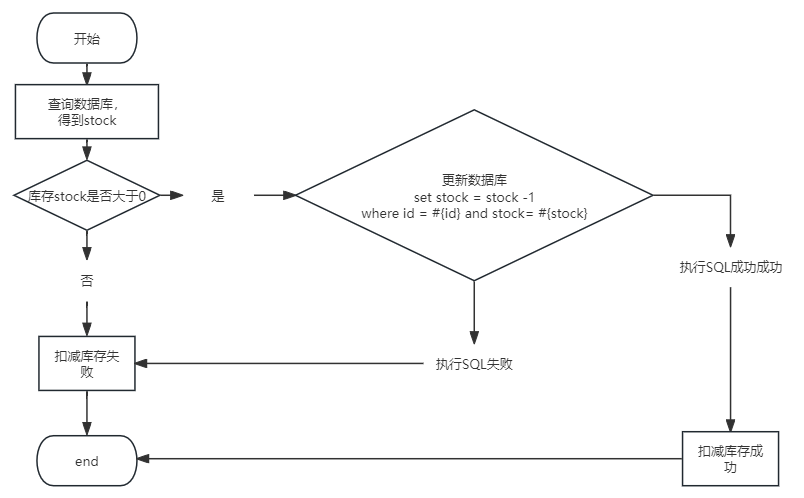 开始
查询数据库，
得到stock
库存stock是否大于0
是
更新数据库
set stock = stock -1
where id = #{id} and stock= #{stock}
执行SQL成功成功
否
扣减库存失
败
执行SQL失败
扣减库存成
功
end